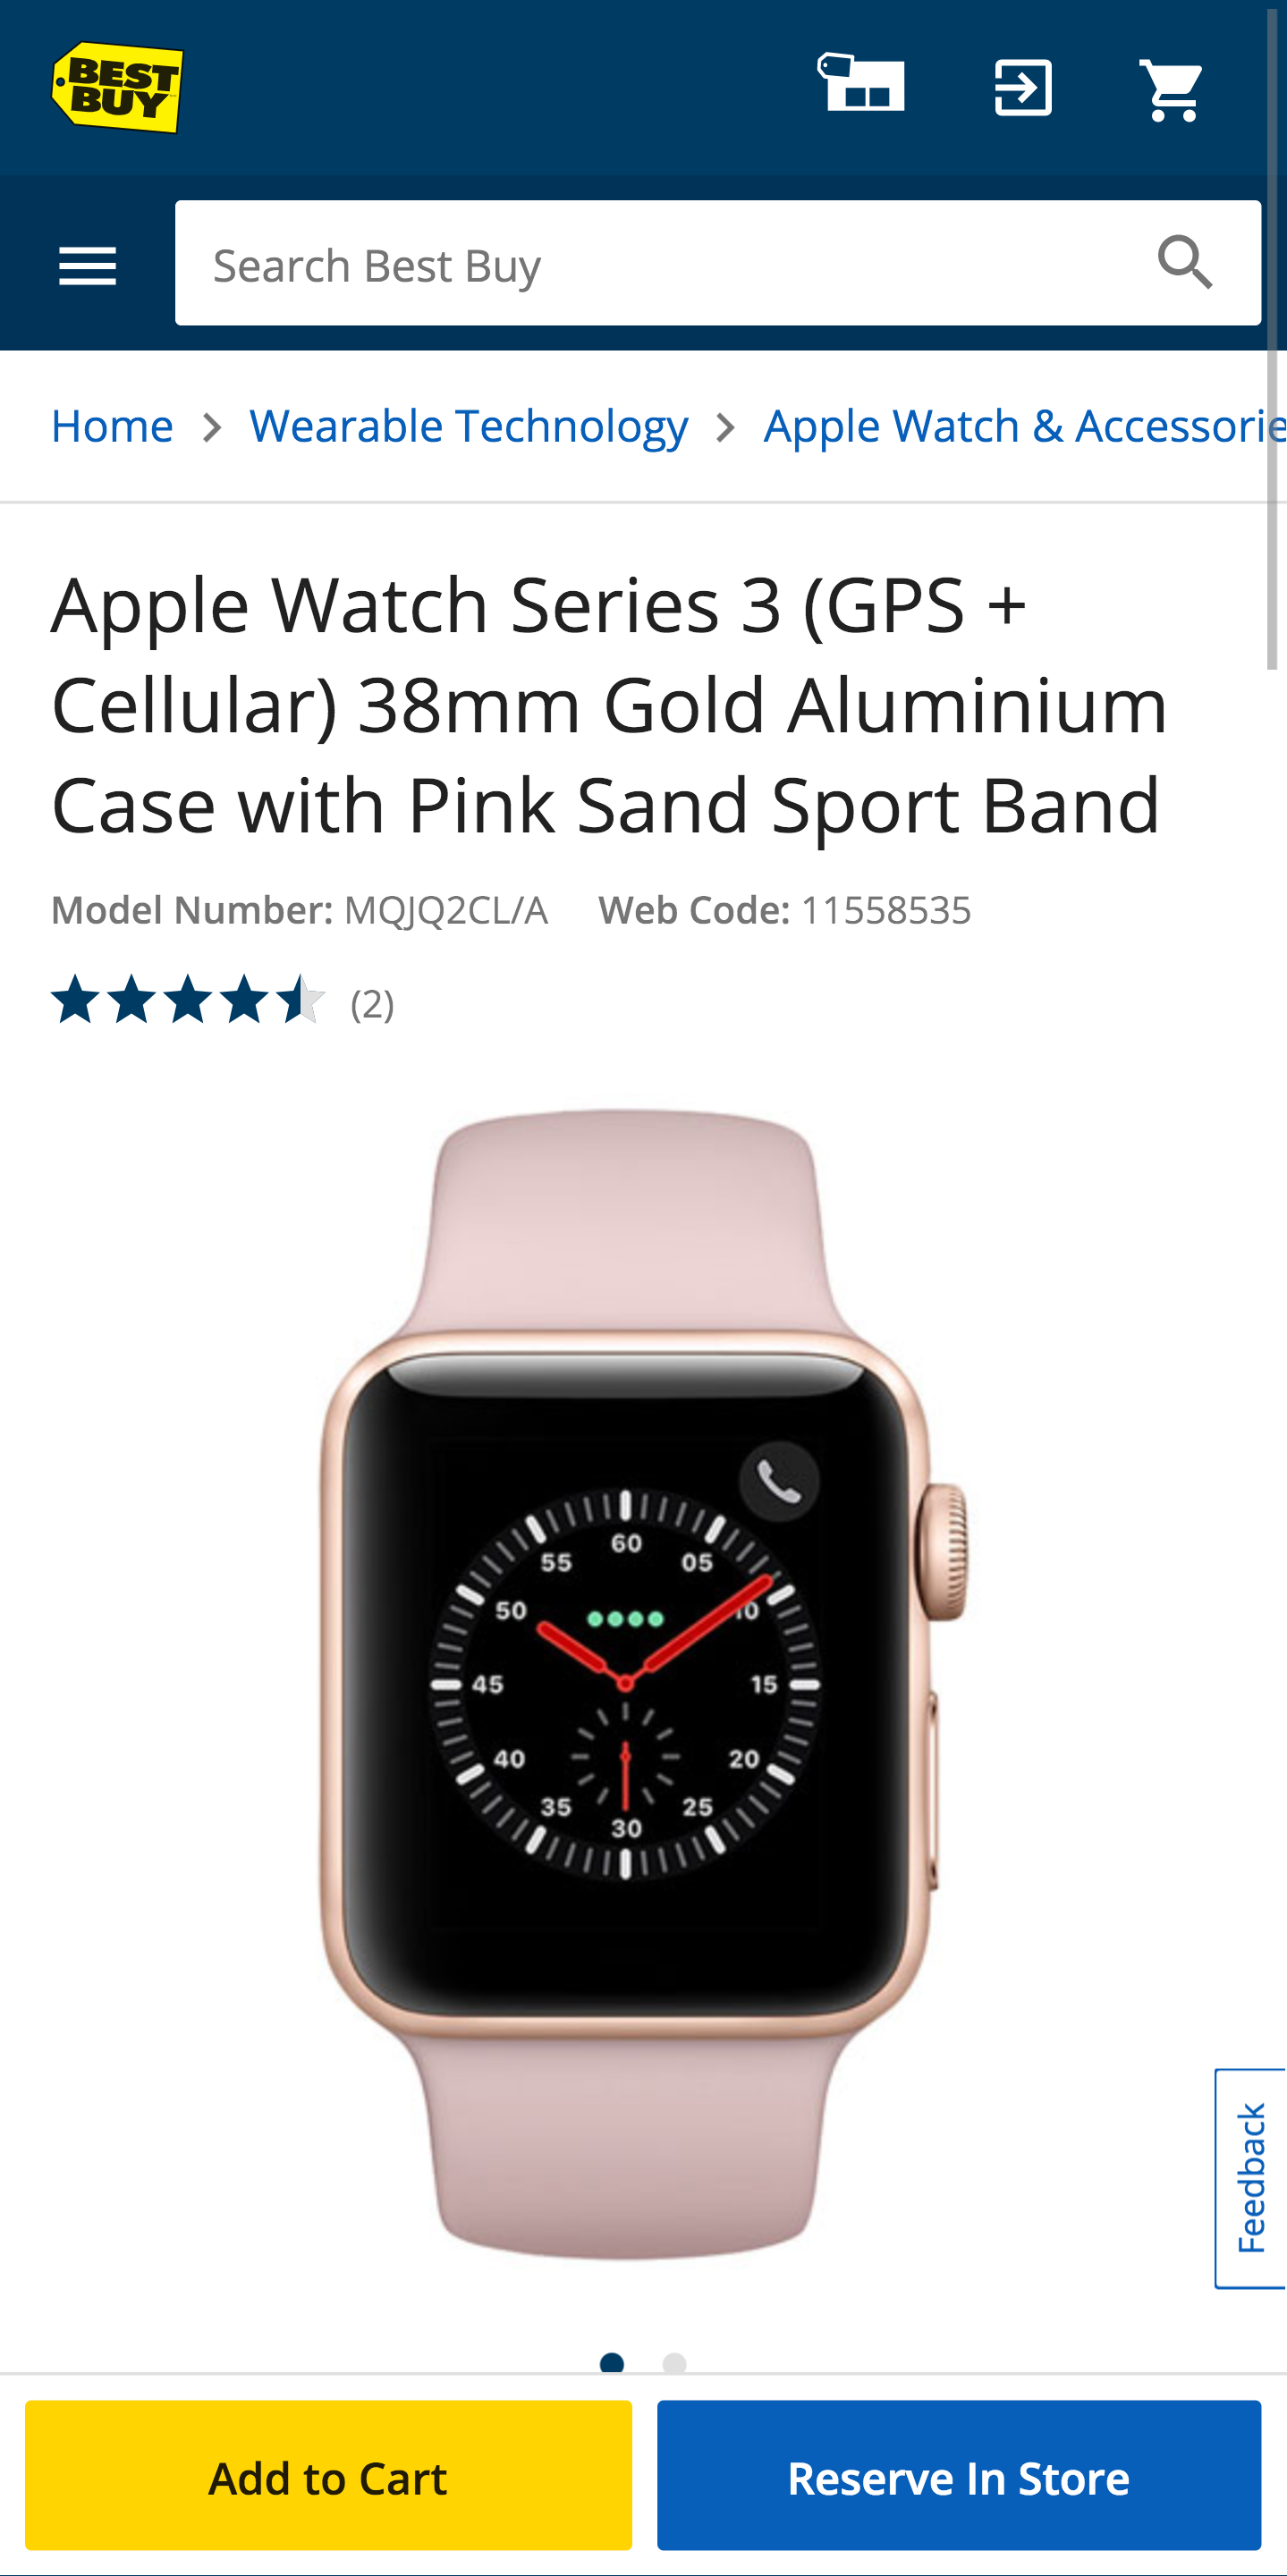 BEST
BUY
Search Best Buy
Home > Wearable Technology > Apple Watch & Accessorie
Apple Watch Series 3 (GPS +
Cellular) 38mm Gold Aluminium
Case with Pink Sand Sport Band
Model Number: MQJQ2CL/A Web Code: 11558535
(2)
60
55 05
50 10
45 15
40 20
35 25
30
Feedback
Add to Cart Reserve In Store